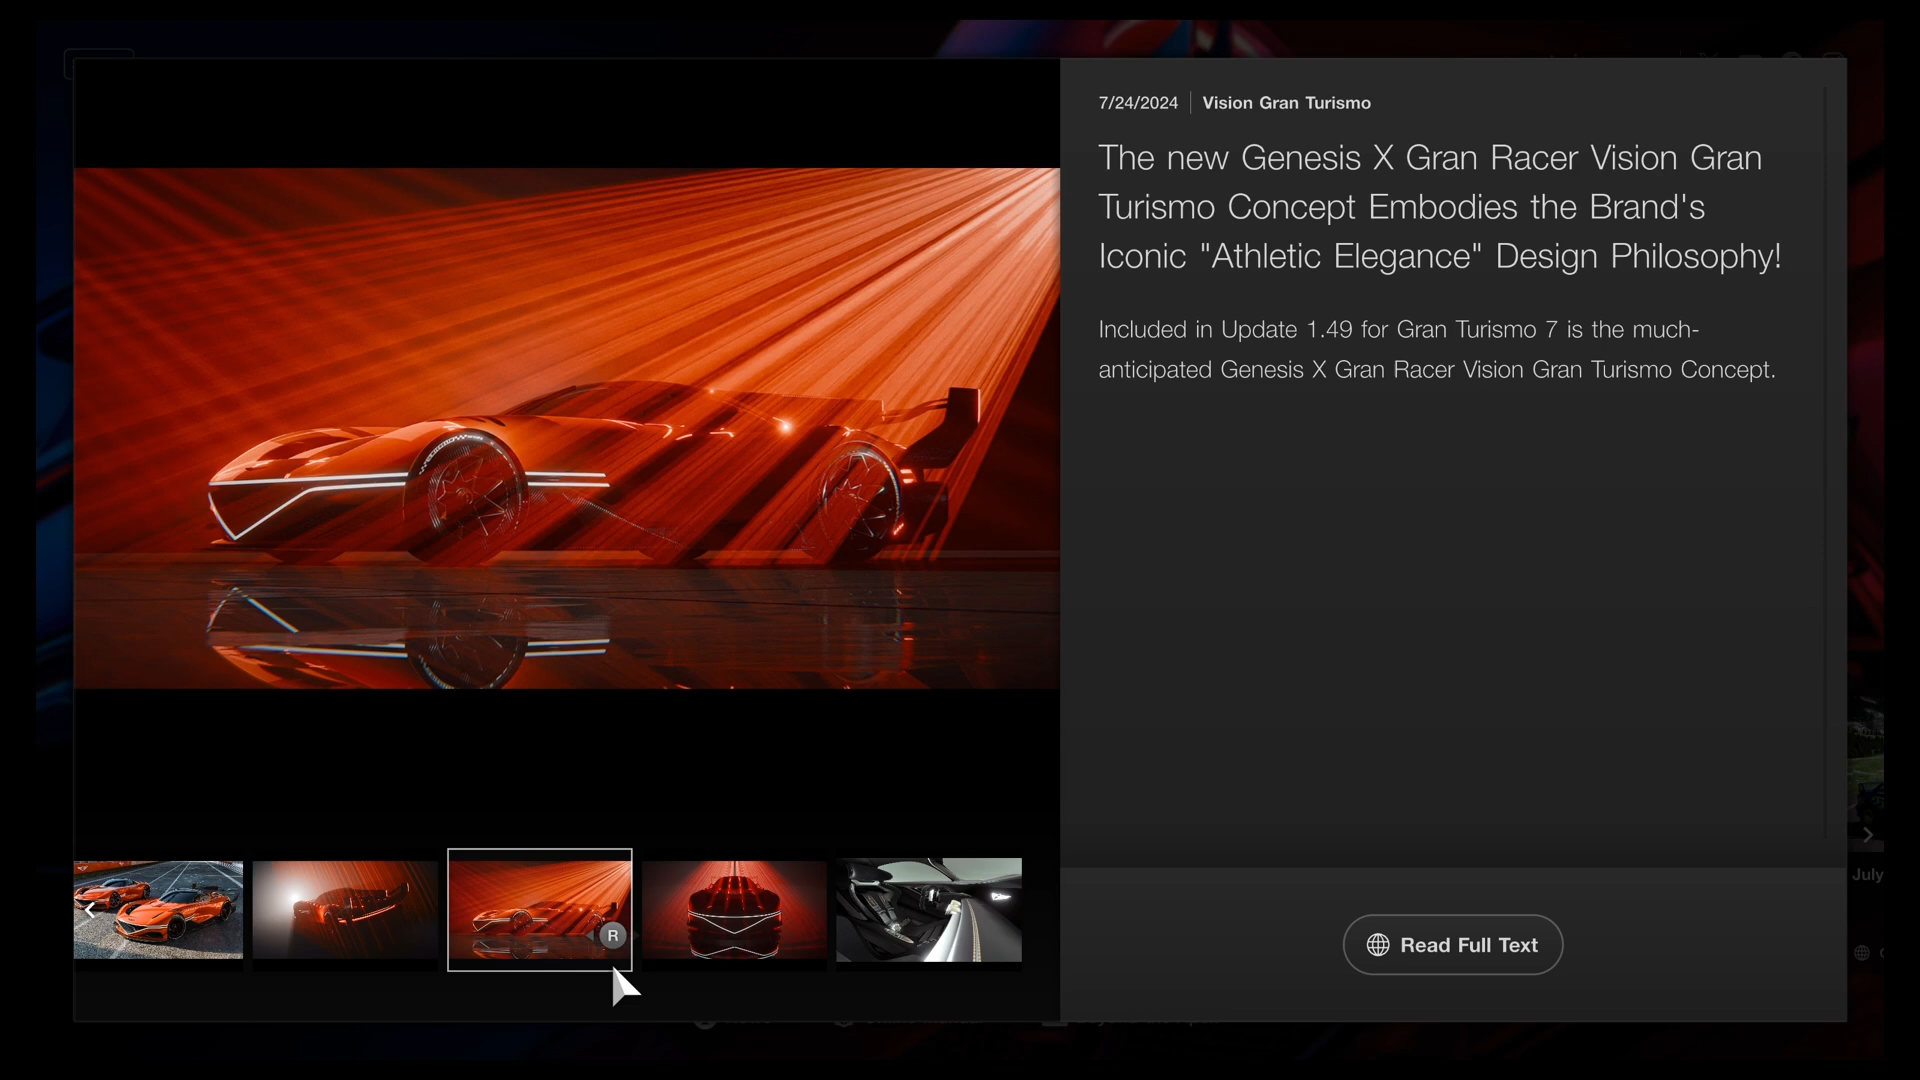 7/24/2024 | Vision Gran Turismo
The new Genesis X Gran Racer Vision Gran
Turismo Concept Embodies the Brand's
Iconic "Athletic Elegance" Design Philosophy!
Included in Update 1.49 for Gran Turismo 7 is the much-
anticipated Genesis X Gran Racer Vision Gran Turismo Concept.
July
R
Read Full Text